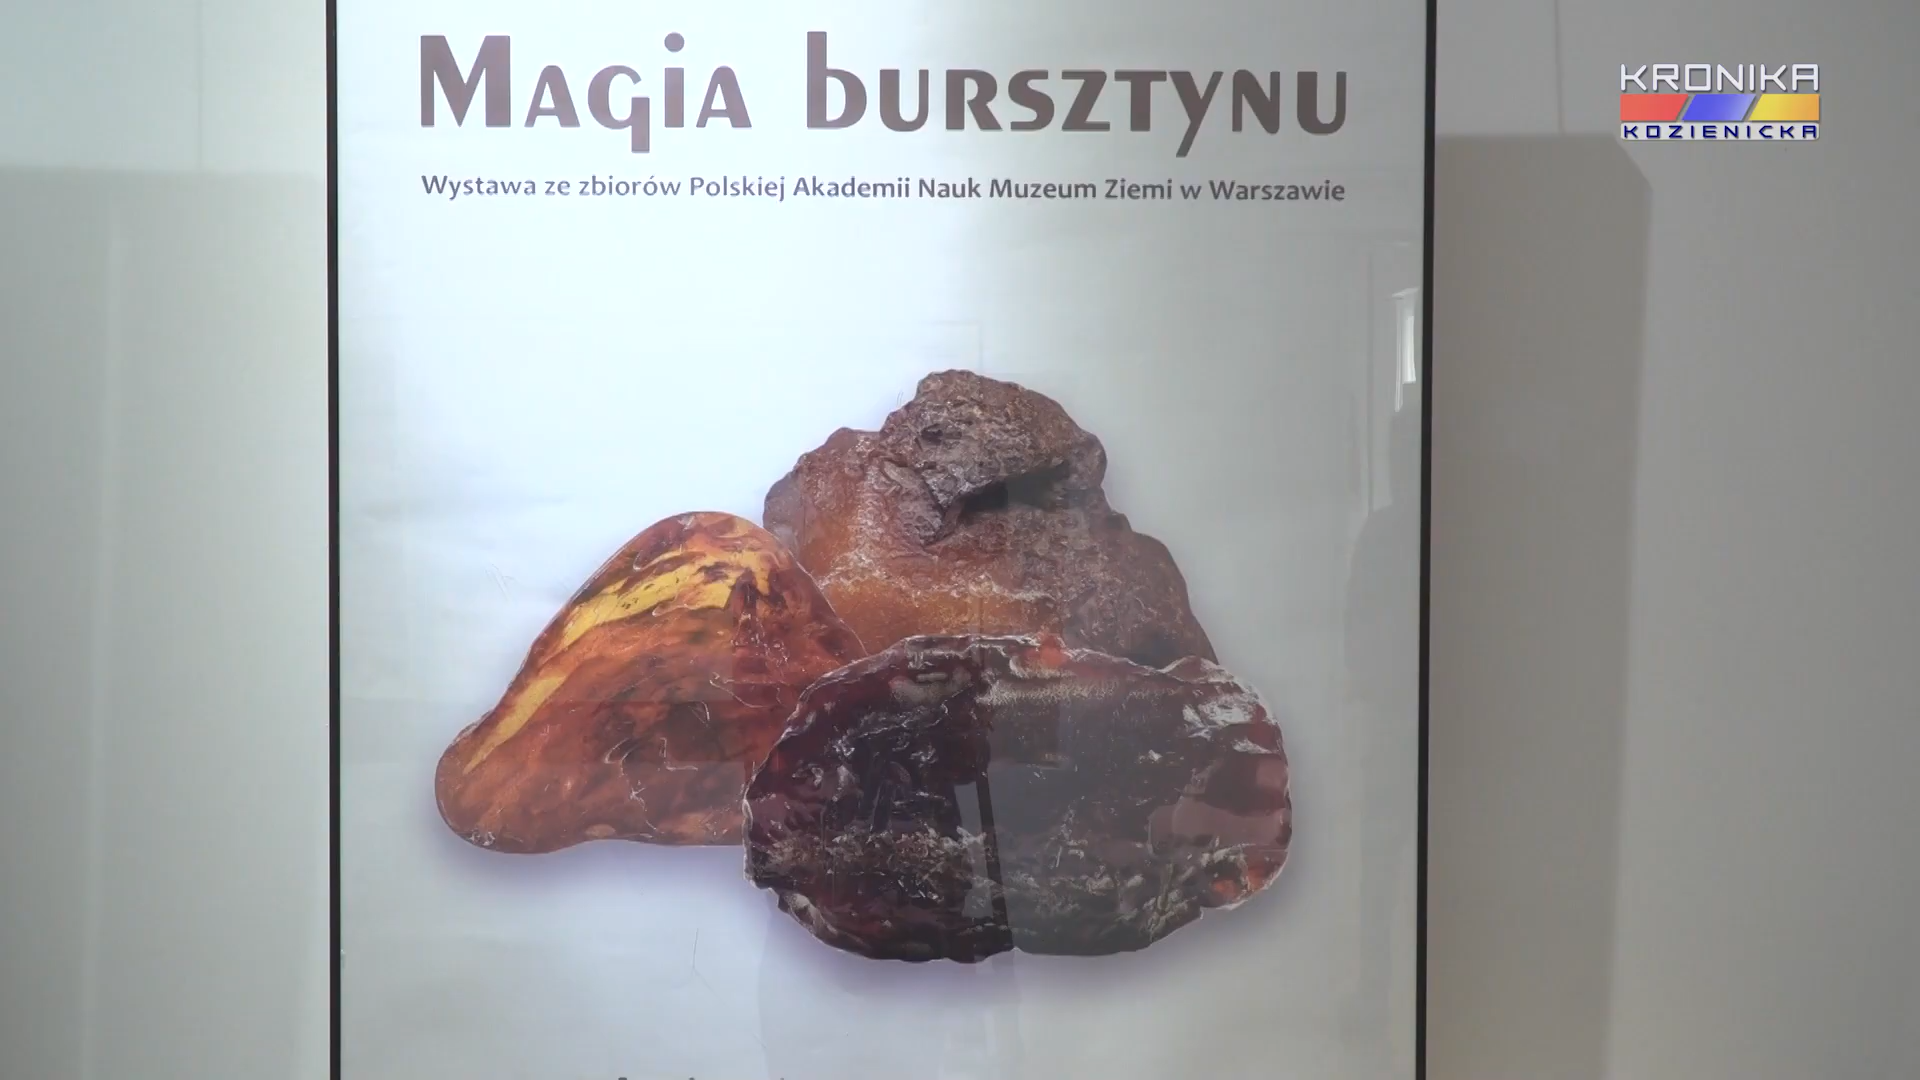 Magia bursztynu
Wystawa ze zbiorów Polskiej Akademii Nauk Muzeum Ziemi w Warszawie
KRONIKA
KOZIENICKA